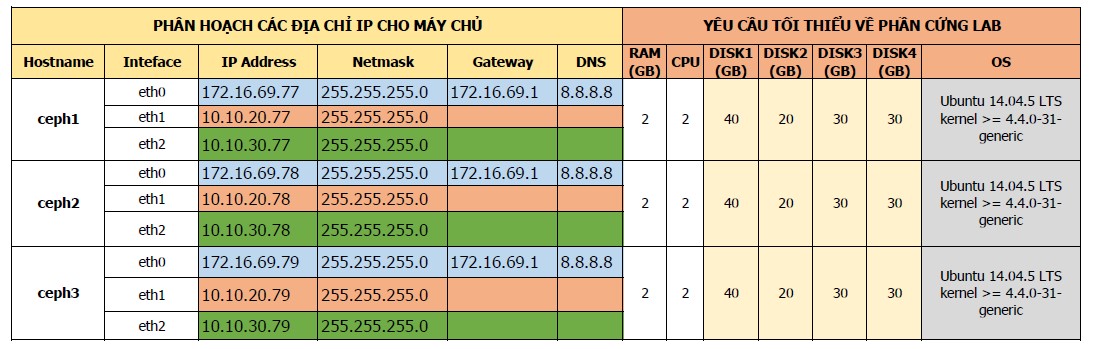 PHÂN HOẠCH CÁC ĐỊA CHỈ IP CHO MÁY CHỦ YÊU CẦU TỐI THIỂU VỀ PHẦN CỨNG LAB
Hostname Inteface IP Address Netmask Gateway DNS RAM (GB) CPU DISK1 (GB) DISK2 (GB) DISK3 (GB) DISK4 (GB) OS
ceph1 eth0 172.16.69.77 255.255.255.0 172.16.69.1 8.8.8.8 2 2 40 20 30 30 Ubuntu 14.04.5 LTS kernel >= 4.4.0-31-generic
eth1 10.10.20.77 255.255.255.0
eth2 10.10.30.77 255.255.255.0
ceph2 eth0 172.16.69.78 255.255.255.0 172.16.69.1 8.8.8.8 2 2 40 20 30 30 Ubuntu 14.04.5 LTS kernel >= 4.4.0-31-generic
eth1 10.10.20.78 255.255.255.0
eth2 10.10.30.78 255.255.255.0
ceph3 eth0 172.16.69.79 255.255.255.0 172.16.69.1 8.8.8.8 2 2 40 20 30 30 Ubuntu 14.04.5 LTS kernel >= 4.4.0-31-generic
eth1 10.10.20.79 255.255.255.0
eth2 10.10.30.79 255.255.255.0